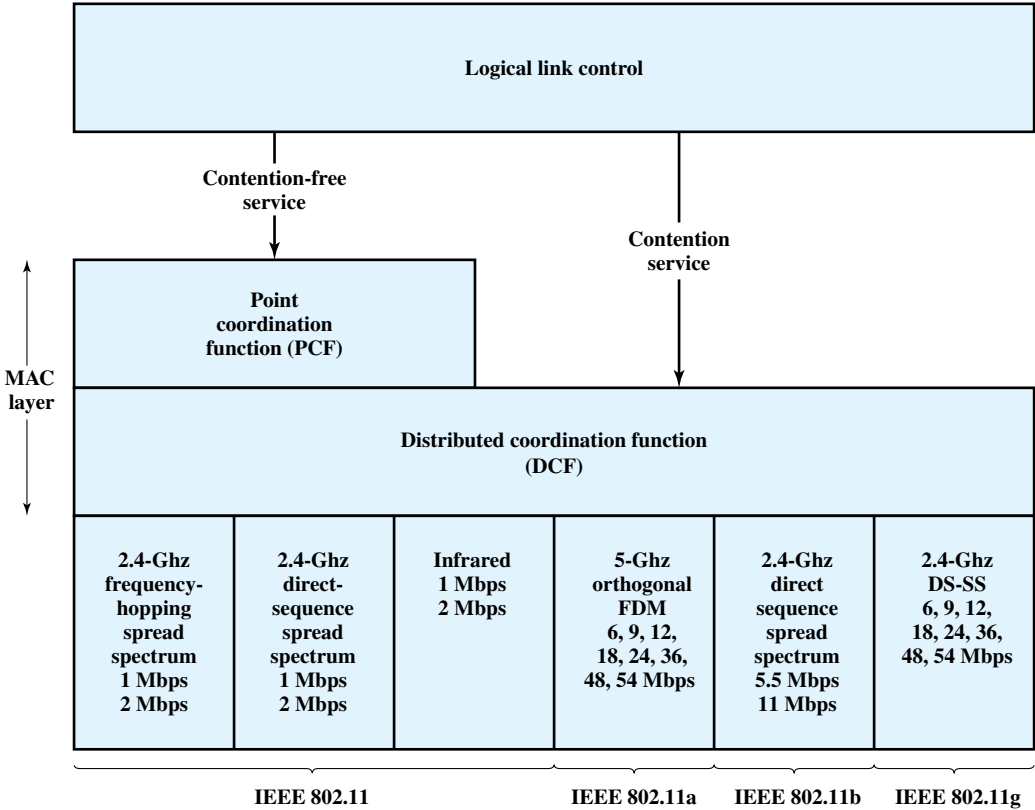 Logical link control
Contention-free
service
Contention
service
Point
coordination
function (PCF)
MAC
layer
Distributed coordination function
(DCF)
2.4-Ghz
frequency-
hopping
spread
spectrum
1 Mbps
2 Mbps
2.4-Ghz
direct-
sequence
spread
spectrum
1 Mbps
2 Mbps
Infrared
1 Mbps
2 Mbps
5-Ghz
orthogonal
FDM
6, 9, 12,
18, 24, 36,
48, 54 Mbps
2.4-Ghz
direct
sequence
spread
spectrum
5.5 Mbps
11 Mbps
2.4-Ghz
DS-SS
6, 9, 12,
18, 24, 36,
48, 54 Mbps
IEEE 802.11
IEEE 802.11a
IEEE 802.11b
IEEE 802.11g